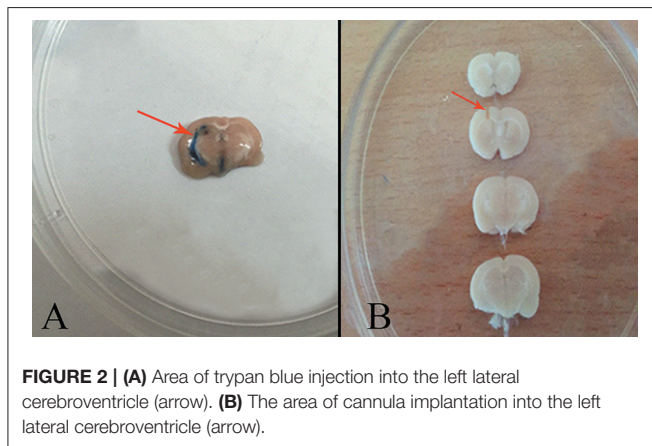 A
B
FIGURE 2 | (A) Area of trypan blue injection into the left lateral
cerebroventricle (arrow). (B) The area of cannula implantation into the left
lateral cerebroventricle (arrow).